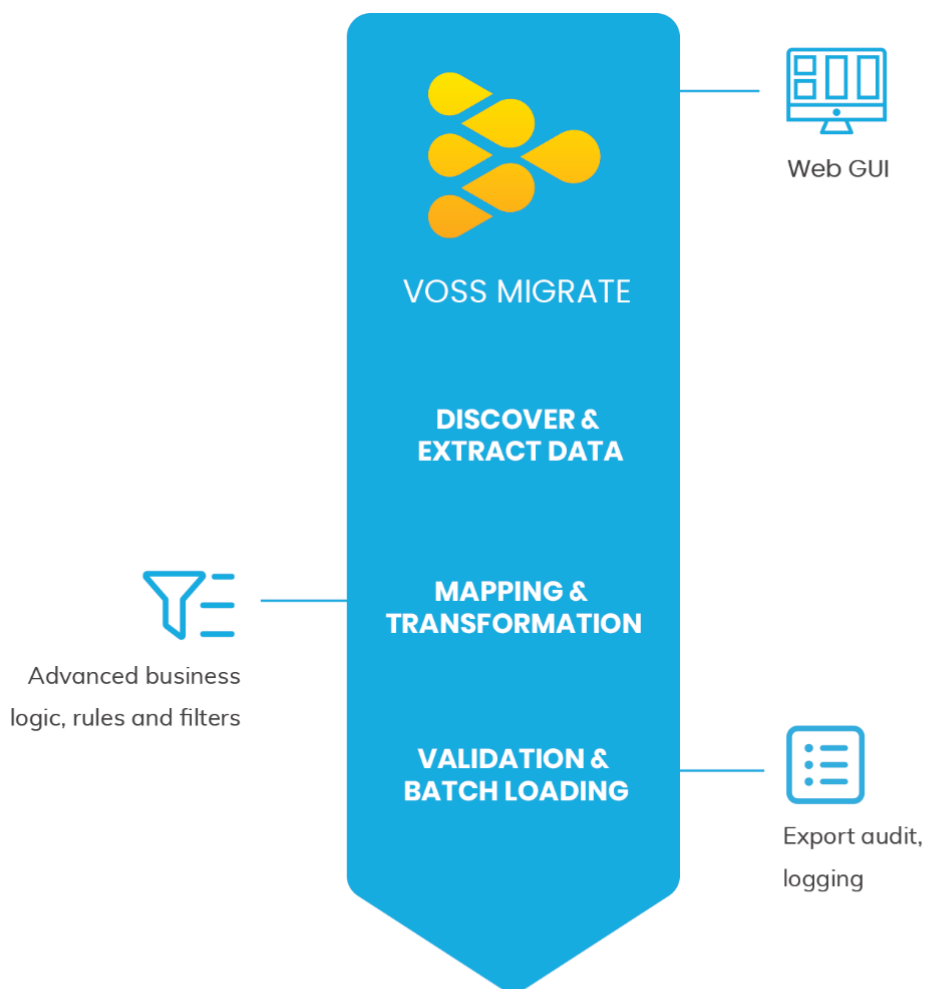 Web GUI
VOSS MIGRATE
DISCOVER &
EXTRACT DATA
MAPPING &
TRANSFORMATION
Advanced business
logic, rules and filters
VALIDATION &
BATCH LOADING
Export audit,
logging